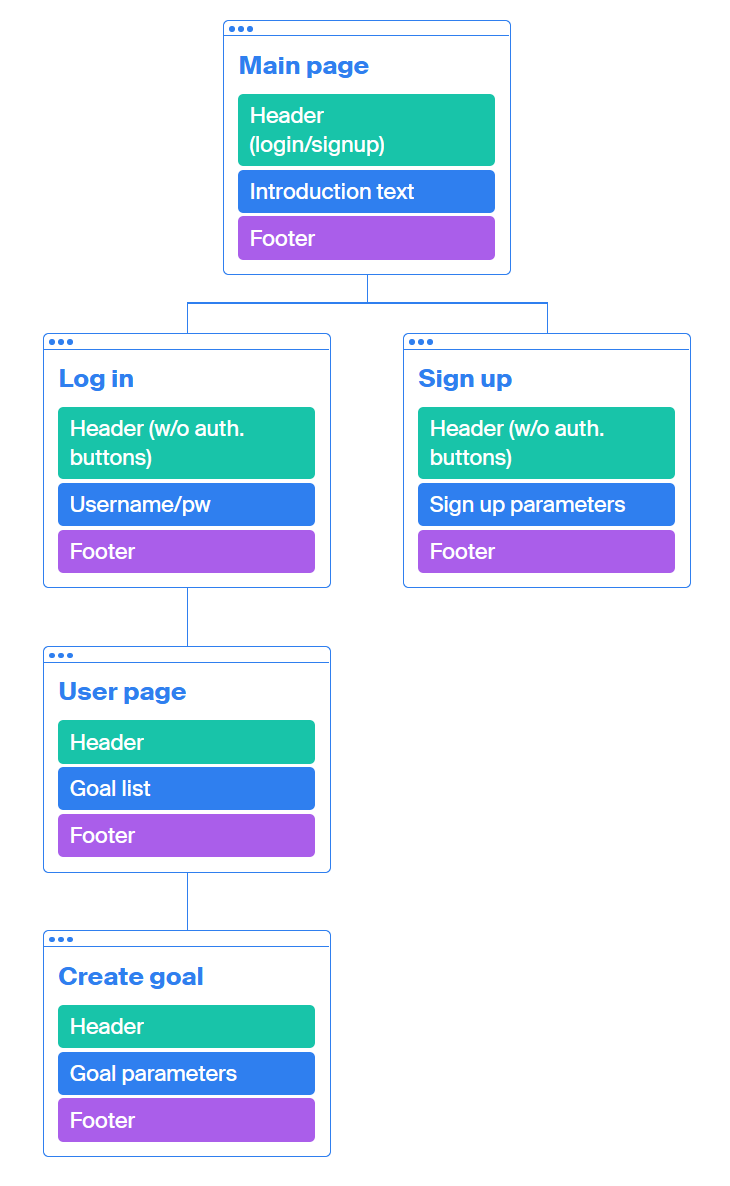 Main page
Header
(login/signup)
Introduction text
Footer
Log in
Header (w/o auth.
buttons)
Username/pw
Footer
Sign up
Header (w/o auth.
buttons)
Sign up parameters
Footer
User page
Header
Goal list
Footer
Create goal
Header
Goal parameters
Footer